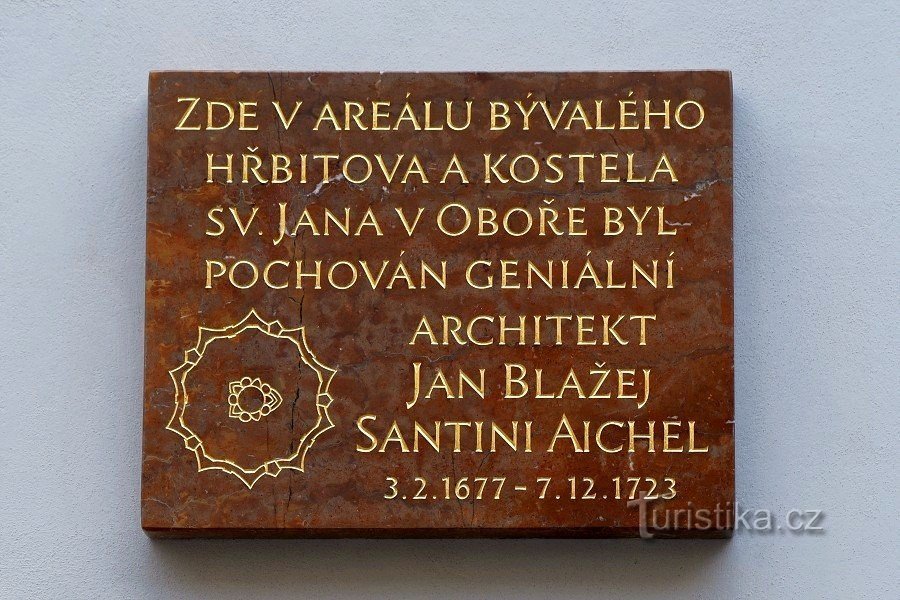 Zde v areálu bývalého
hřbitova a kostela
sv. Jana v Oboře byl
pochován geniální
architekt
Jan Blažej
Santini Aichel
3.2.1677 - 7.12.1723
Turistika.cz